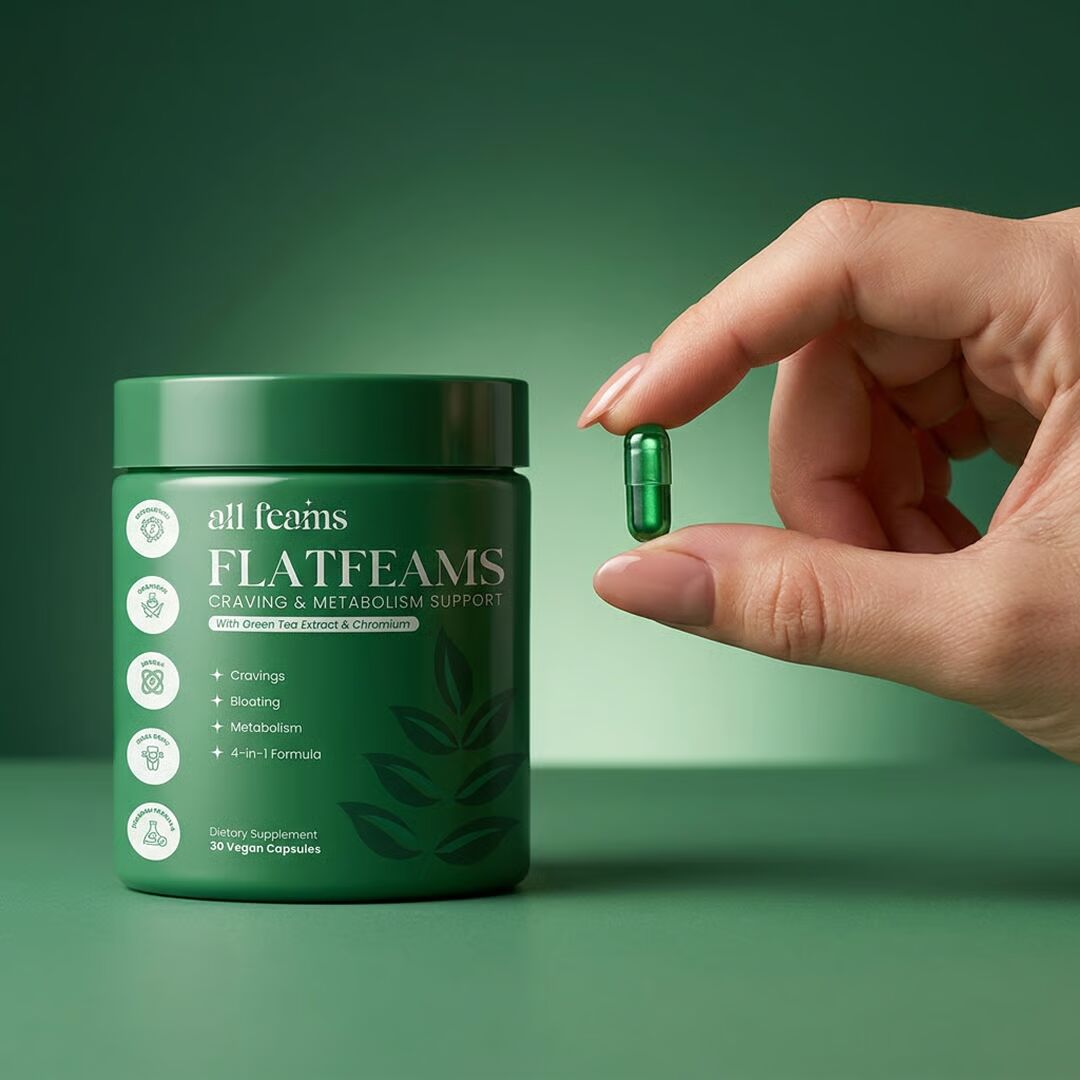 all feams
FLATFEAMS
CRAVING & METABOLISM SUPPORT
With Green Tea Extract & Chromium
Cravings
Bloating
Metabolism
4-in-1 Formula
Dietary Supplement
30 Vegan Capsules